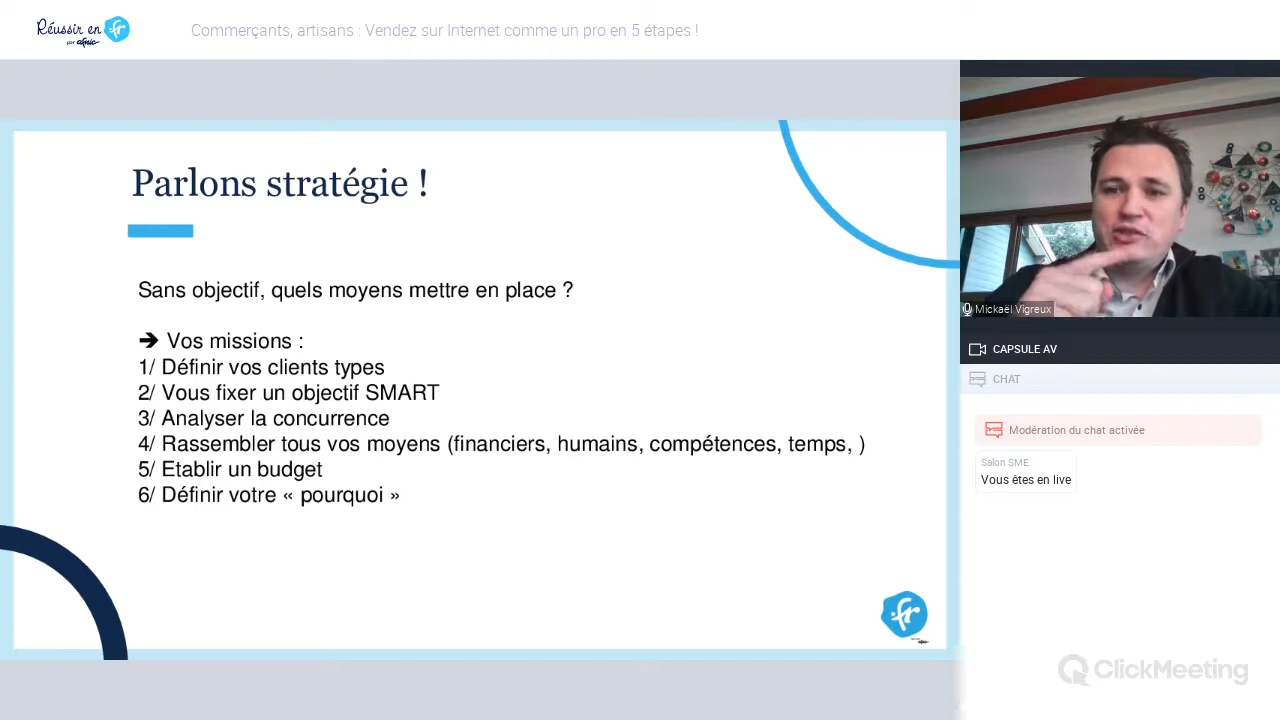 Réussir en .fr
par afnic
Commerçants, artisans : Vendez sur Internet comme un pro en 5 étapes !
Parlons stratégie !
Sans objectif, quels moyens mettre en place ?
➔ Vos missions :
1/ Définir vos clients types
2/ Vous fixer un objectif SMART
3/ Analyser la concurrence
4/ Rassembler tous vos moyens (financiers, humains, compétences, temps, )
5/ Etablir un budget
6/ Définir votre « pourquoi »
.fr
Mickaël Vigreux
CAPSULE AV
CHAT
Modération du chat activée
Salon SME
Vous êtes en live
ClickMeeting